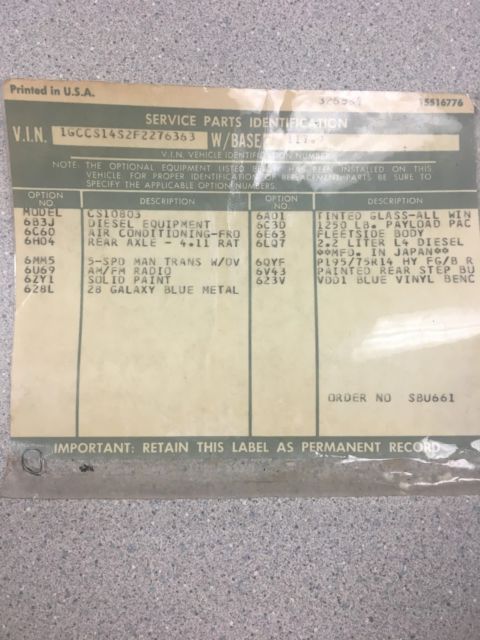 Printed in U.S.A. 15516776
SERVICE PARTS IDENTIFICATION
V.I.N. 1GCCS14S2F2276363 W/BASE
V.I.N. VEHICLE IDENTIFICATION NUMBER
NOTE: THE OPTIONAL EQUIPMENT LISTED BELOW HAS BEEN INSTALLED ON THIS
VEHICLE. FOR PROPER IDENTIFICATION OF REPLACEMENT PARTS BE SURE TO
SPECIFY THE APPLICABLE OPTION NUMBERS.
OPTION NO. DESCRIPTION OPTION NO. DESCRIPTION
MODEL CS10803 6A01 TINTED GLASS-ALL WIN
6B3J DIESEL EQUIPMENT 6C3D 1250 LB. PAYLOAD PAC
6C60 AIR CONDITIONING-FRO 6E63 FLEETSIDE BODY
6H04 REAR AXLE - 4.11 RAT 6LQ7 2.2 LITER L4 DIESEL
**MFD. IN JAPAN**
6MM5 5-SPD MAN TRANS W/OV 6QYF P195/75R14 HY FG/B R
6U69 AM/FM RADIO 6V43 PAINTED REAR STEP BU
6ZY1 SOLID PAINT 623V VDD1 BLUE VINYL BENC
628L 28 GALAXY BLUE METAL
ORDER NO SBU661
IMPORTANT: RETAIN THIS LABEL AS PERMANENT RECORD